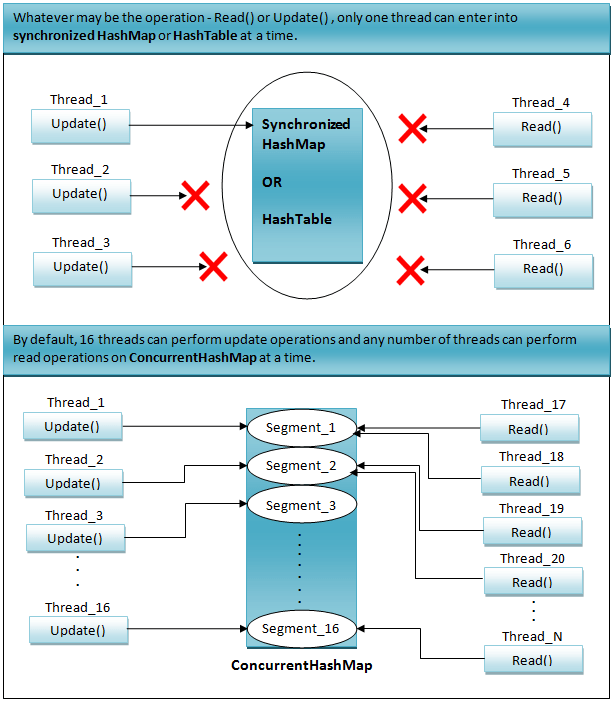 Whatever may be the operation - Read() or Update() , only one thread can enter into
synchronized HashMap or HashTable at a time.
Thread_1
Update()
Thread_2
Update()
Thread_3
Update()
Synchronized
HashMap
OR
HashTable
Thread_4
Read()
Thread_5
Read()
Thread_6
Read()
By default, 16 threads can perform update operations and any number of threads can perform
read operations on ConcurrentHashMap at a time.
Thread_1
Update()
Thread_2
Update()
Thread_3
Update()
Thread_16
Update()
Segment_1
Segment_2
Segment_3
Segment_16
ConcurrentHashMap
Thread_17
Read()
Thread_18
Read()
Thread_19
Read()
Thread_20
Read()
Thread_N
Read()